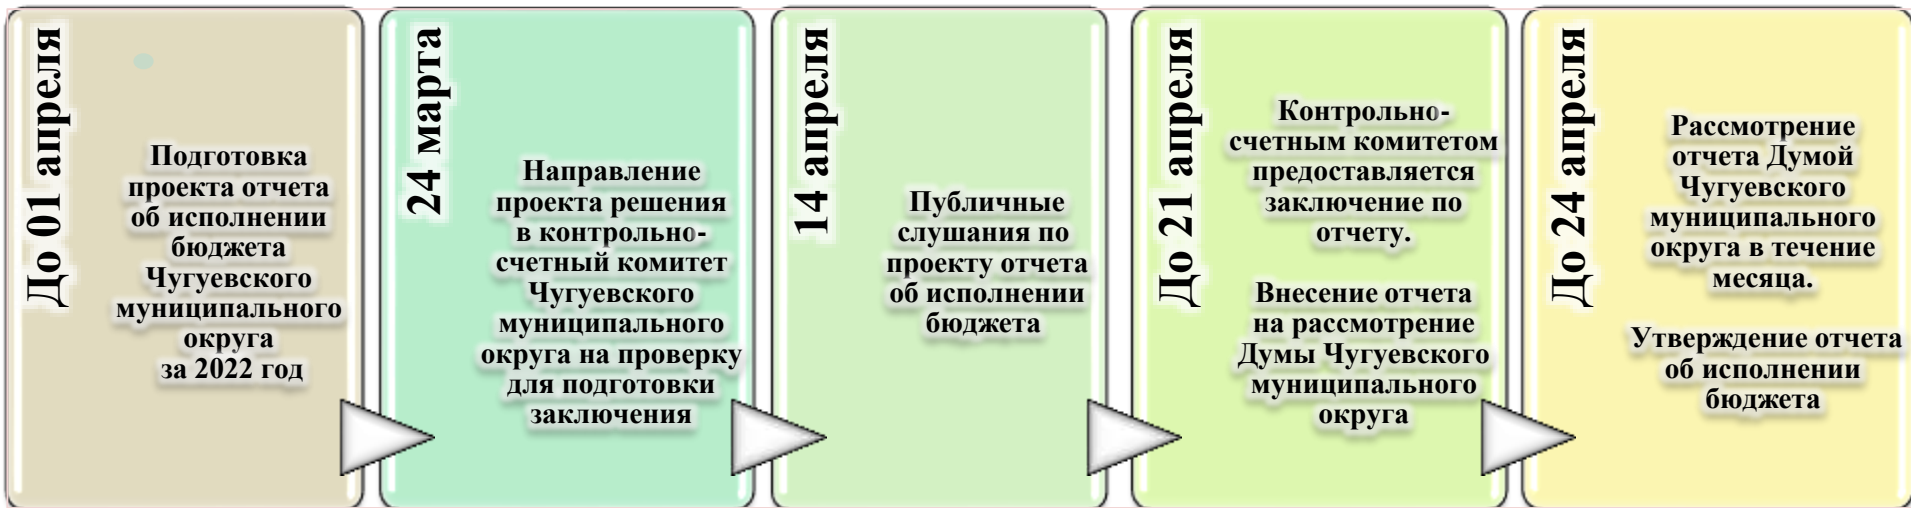 До 01 апреля
Подготовка
проекта отчета
об исполнении
бюджета
Чугуевского
муниципального
округа
за 2022 год
24 марта
Направление
проекта решения
в контрольно-
счетный комитет
Чугуевского
муниципального
округа на проверку
для подготовки
заключения
14 апреля
Публичные
слушания по
проекту отчета
об исполнении
бюджета
До 21 апреля
Контрольно-
счетным комитетом
предоставляется
заключение по
отчету.
Внесение отчета
на рассмотрение
Думы Чугуевского
муниципального
округа
До 24 апреля
Рассмотрение
отчета Думой
Чугуевского
муниципального
округа в течение
месяца.
Утверждение отчета
об исполнении
бюджета